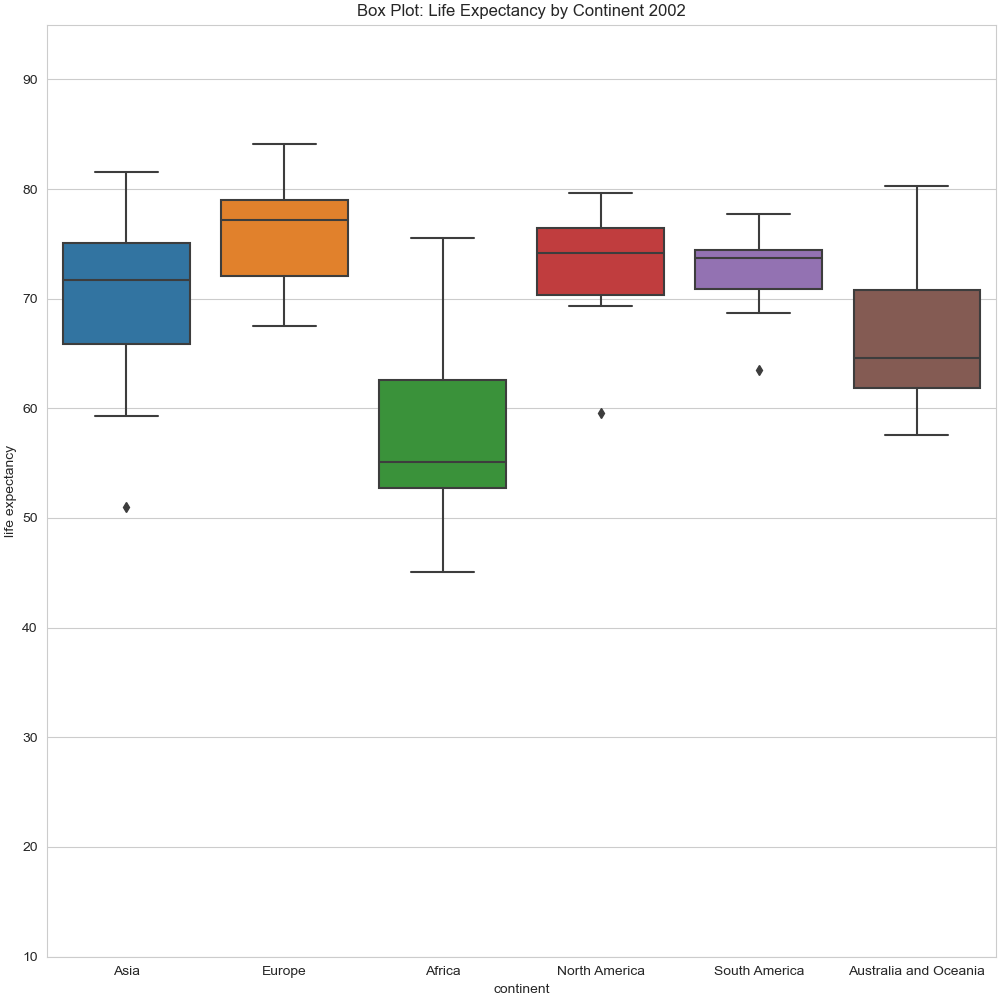 Box Plot: Life Expectancy by Continent 2002
90
80
70
60
50
40
30
20
10
life expectancy
Asia Europe Africa North America South America Australia and Oceania
continent